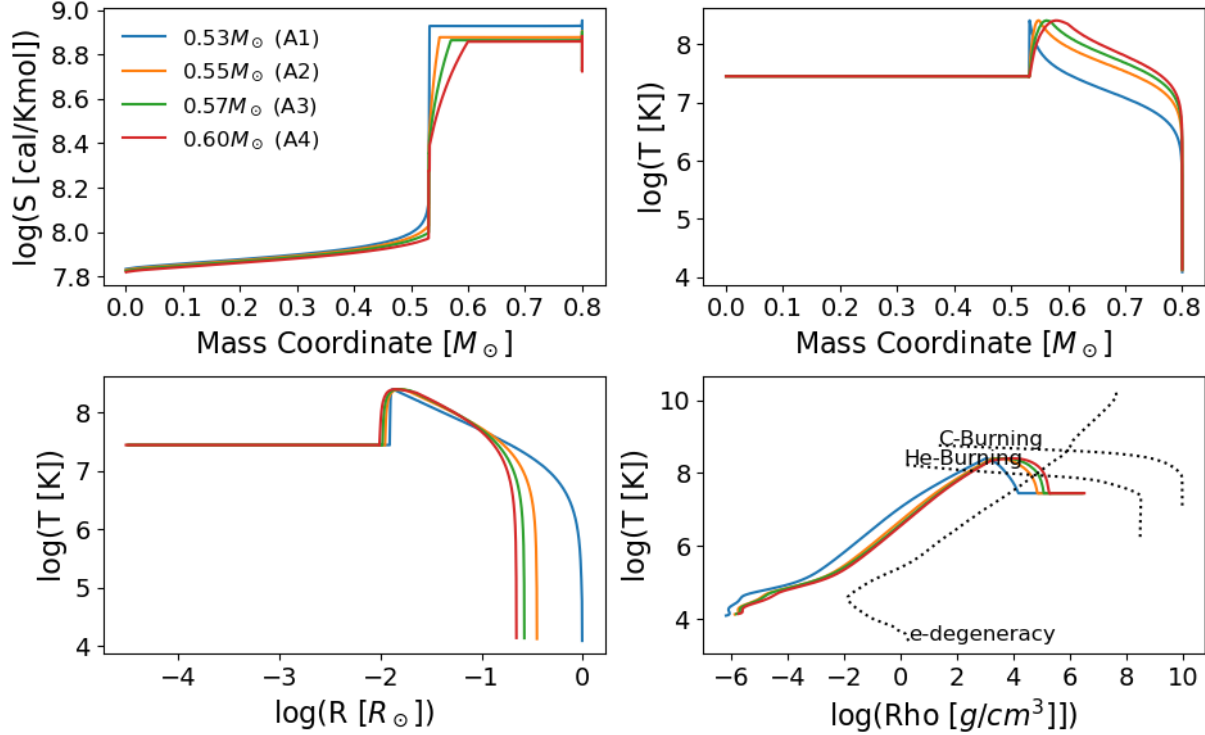 log(S [cal/Kmol])
9.0
8.8
8.6
8.4
8.2
8.0
7.8
0.53M⊙ (A1)
0.55M⊙ (A2)
0.57M⊙ (A3)
0.60M⊙ (A4)
0.0 0.1 0.2 0.3 0.4 0.5 0.6 0.7 0.8
Mass Coordinate [M⊙]
log(T [K])
8
7
6
5
4
0.0 0.1 0.2 0.3 0.4 0.5 0.6 0.7 0.8
Mass Coordinate [M⊙]
log(T [K])
8
7
6
4
−4 −3 −2 −1 0
log(R [R⊙])
log(T [K])
10
8
6
4
C-Burning
He-Burning
e-degeneracy
−6 −4 −2 0 2 4 6 8 10
log(Rho [g/cm³]])